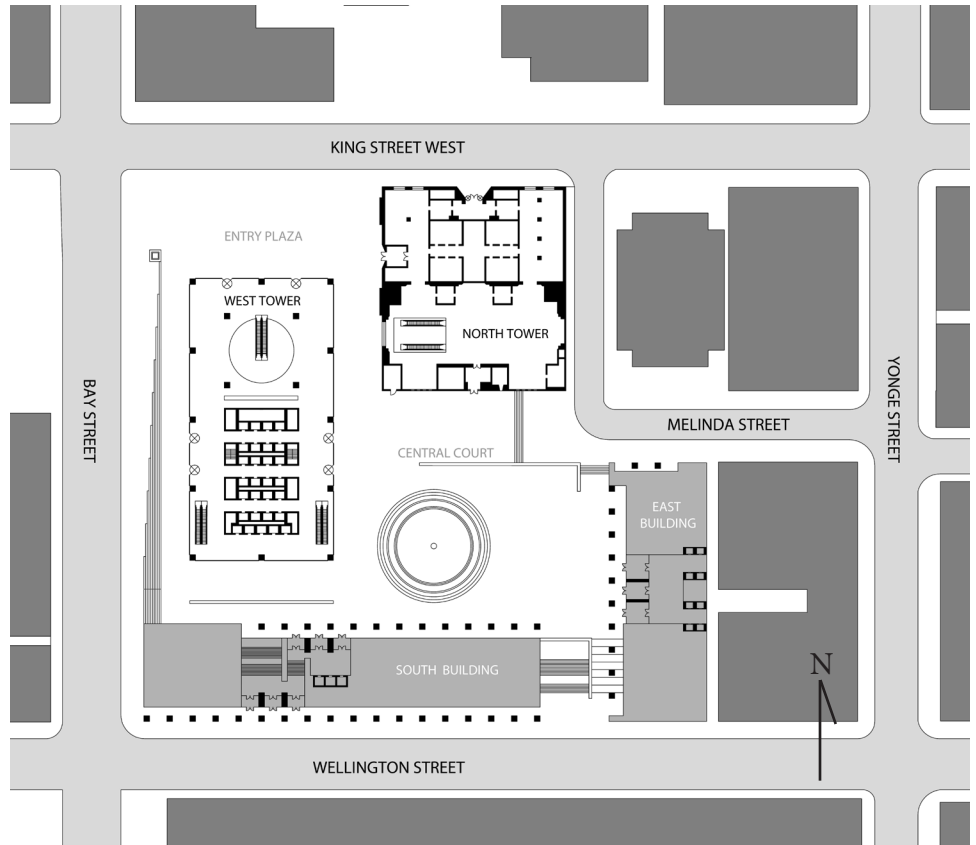 KING STREET WEST
ENTRY PLAZA
WEST TOWER
NORTH TOWER
BAY STREET
YONGE STREET
MELINDA STREET
CENTRAL COURT
EAST
BUILDING
SOUTH BUILDING
N
WELLINGTON STREET